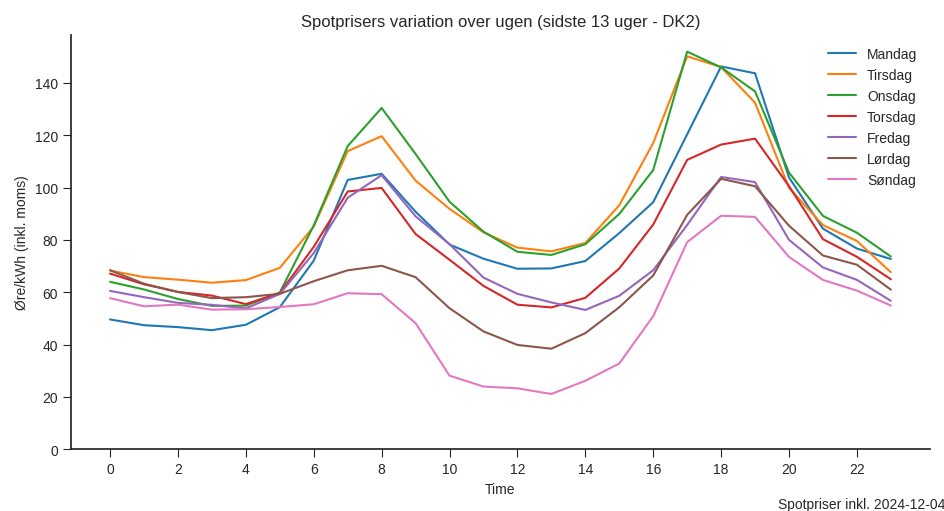 Spotprisers variation over ugen (sidste 13 uger - DK2)
Mandag
Tirsdag
Onsdag
Torsdag
Fredag
Lørdag
Søndag
Øre/kWh (inkl. moms)
140
120
100
80
60
40
20
0
0 2 4 6 8 10 12 14 16 18 20 22
Time
Spotpriser inkl. 2024-12-04